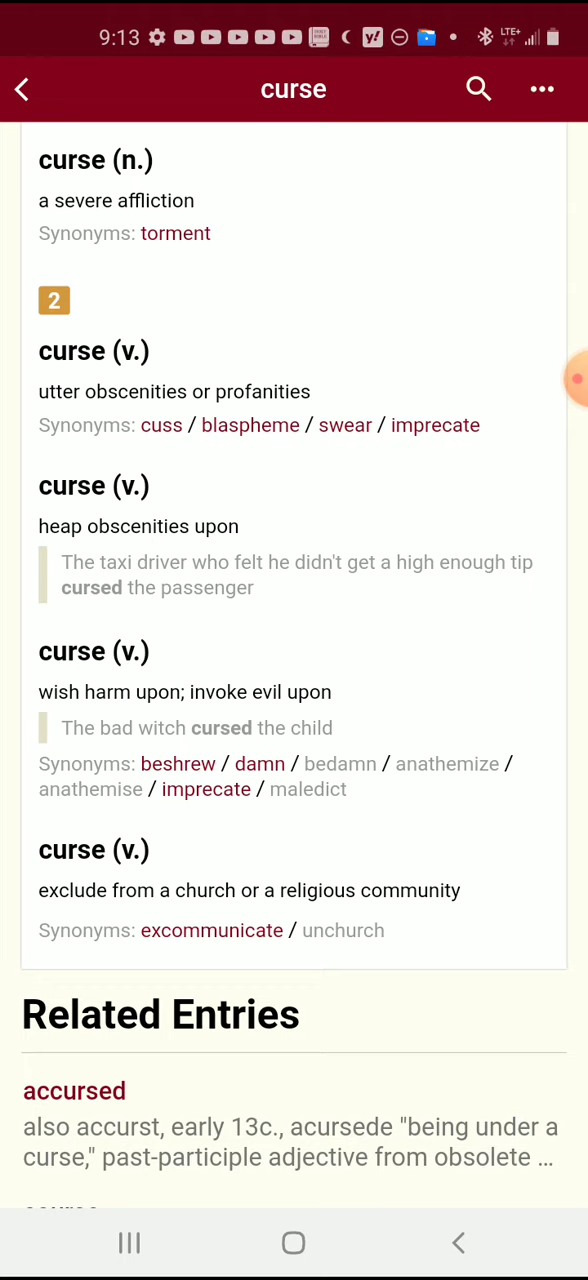 9:13
LTE+
curse
curse (n.)
a severe affliction
Synonyms: torment
2
curse (v.)
utter obscenities or profanities
Synonyms: cuss / blaspheme / swear / imprecate
curse (v.)
heap obscenities upon
The taxi driver who felt he didn't get a high enough tip
cursed the passenger
curse (v.)
wish harm upon; invoke evil upon
The bad witch cursed the child
Synonyms: beshrew / damn / bedamn / anathemize /
anathemise / imprecate / maledict
curse (v.)
exclude from a church or a religious community
Synonyms: excommunicate / unchurch
Related Entries
accursed
also accurst, early 13c., acursede "being under a
curse," past-participle adjective from obsolete ...